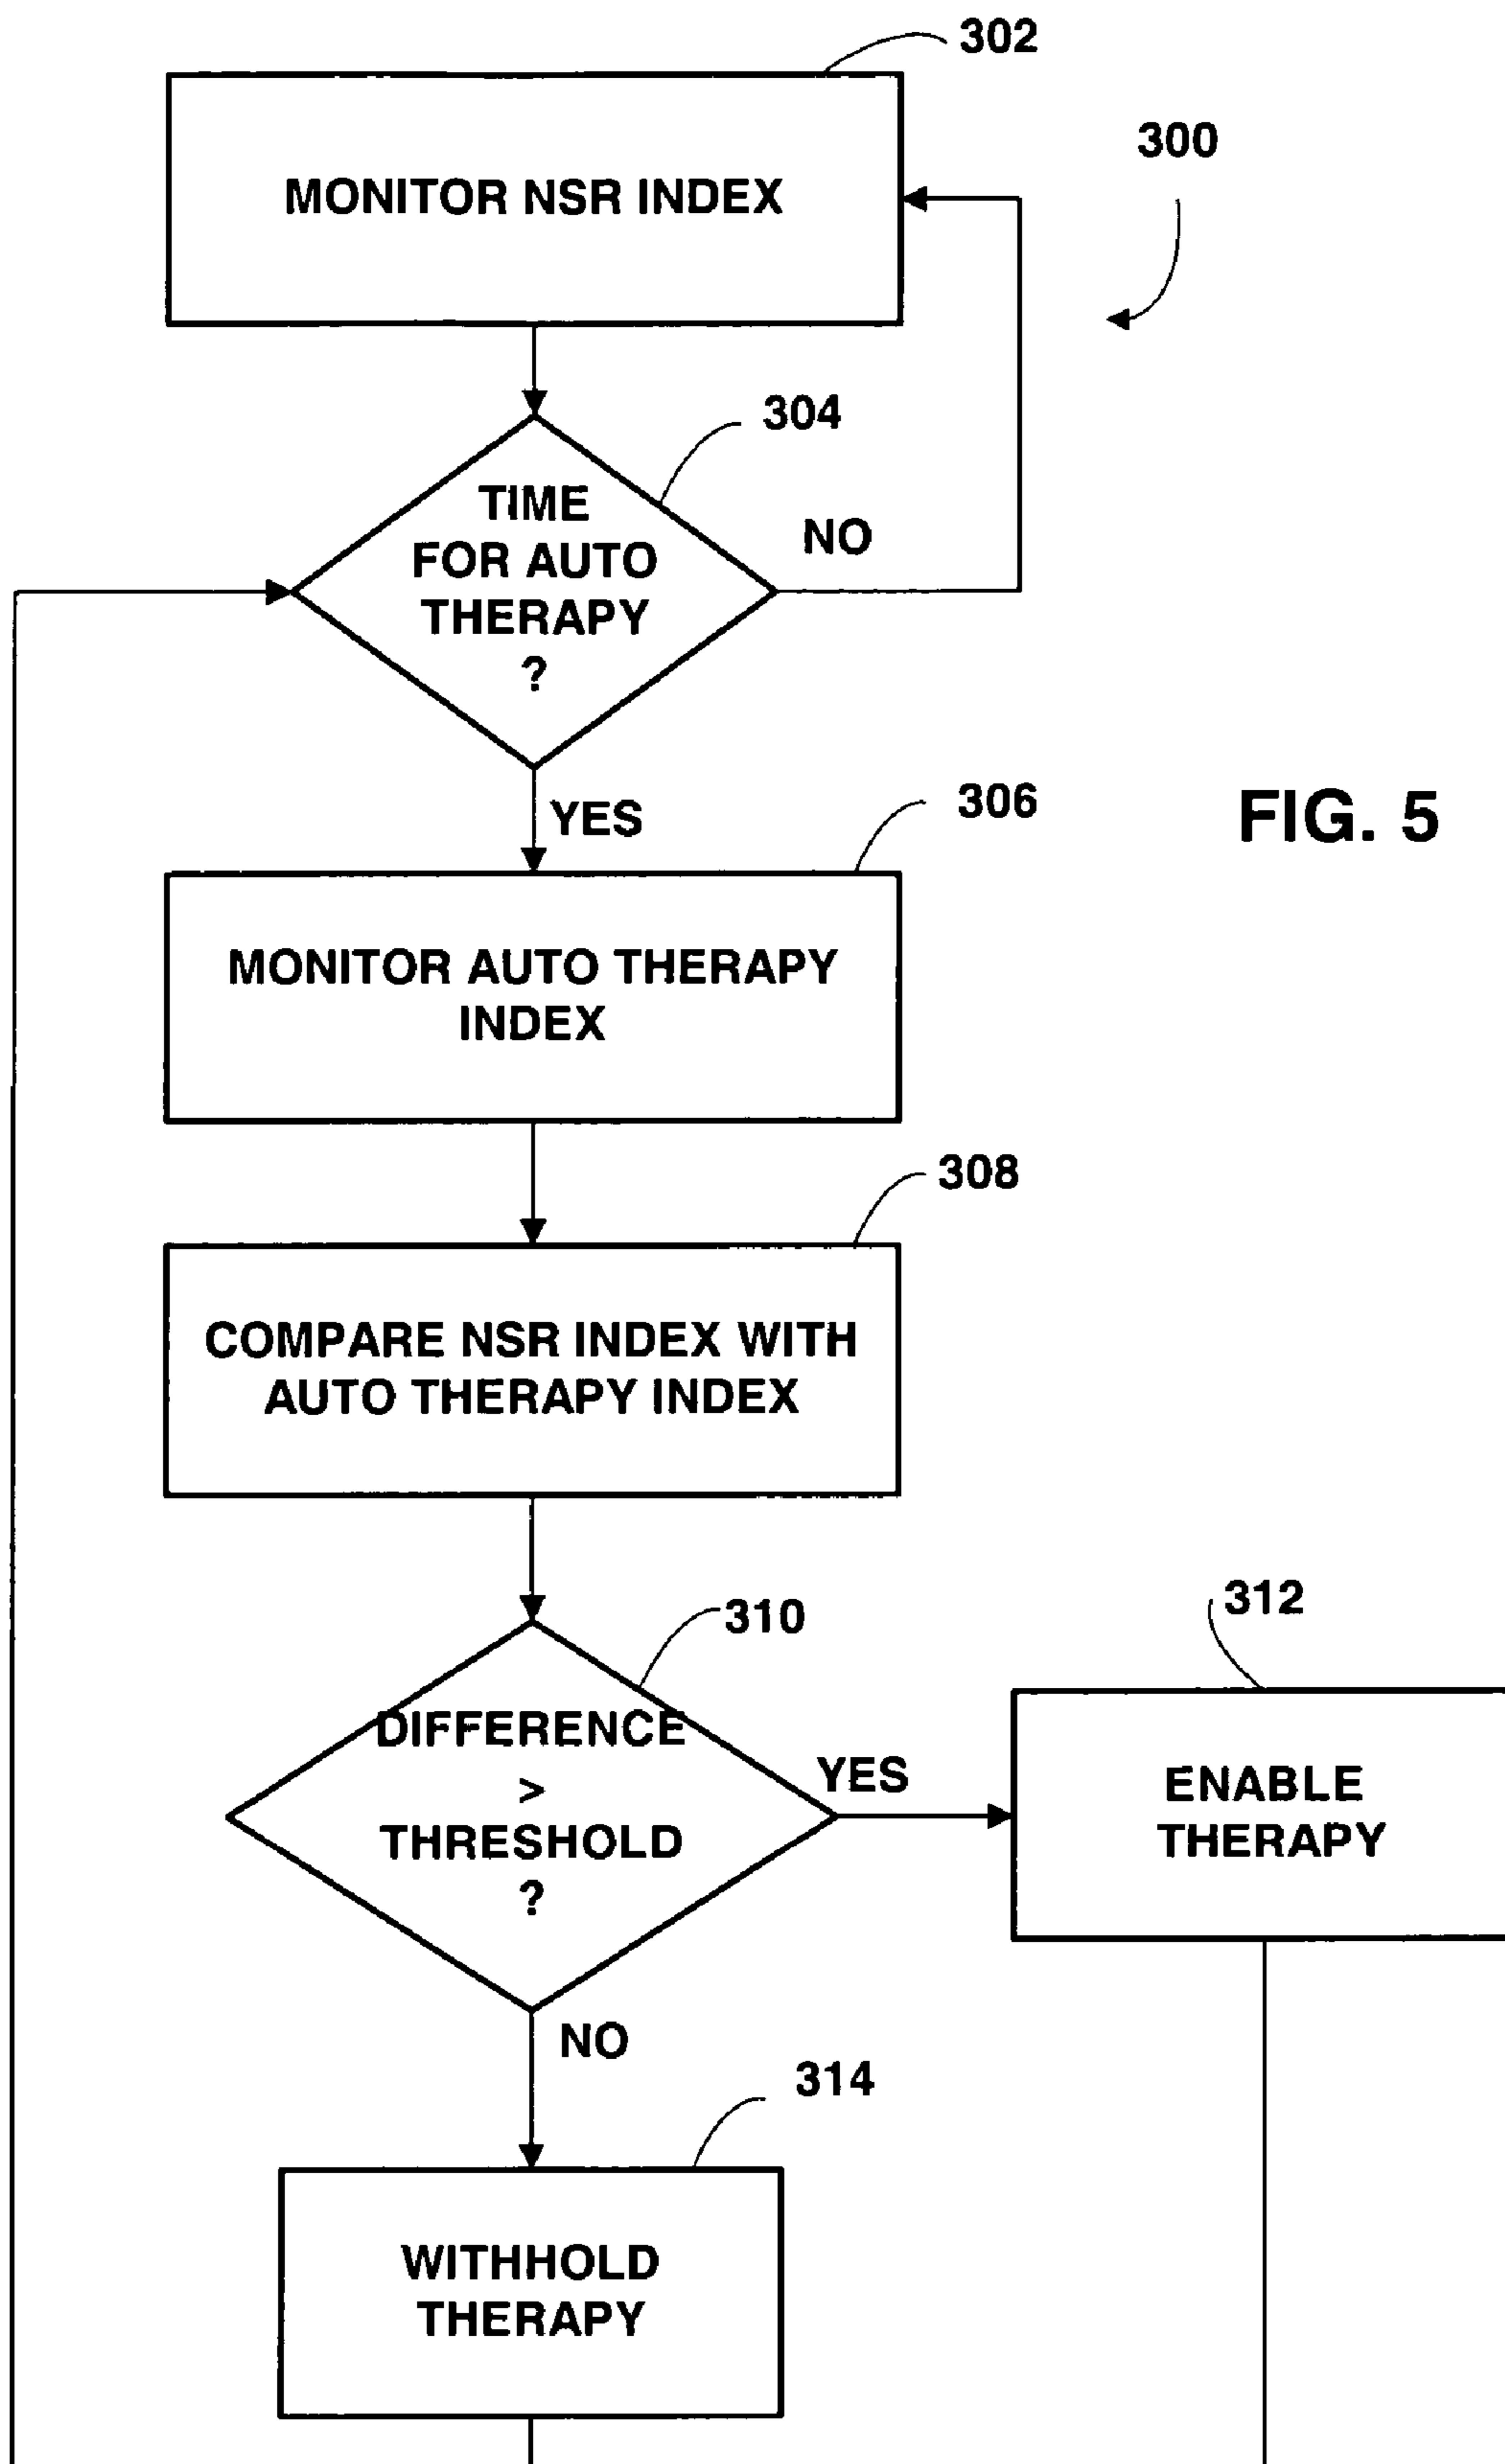 302
300
MONITOR NSR INDEX
304
TIME
FOR AUTO
THERAPY
?
NO
YES
306
FIG. 5
MONITOR AUTO THERAPY
INDEX
308
COMPARE NSR INDEX WITH
AUTO THERAPY INDEX
310
312
DIFFERENCE
>
THRESHOLD
?
YES
ENABLE
THERAPY
NO
314
WITHHOLD
THERAPY